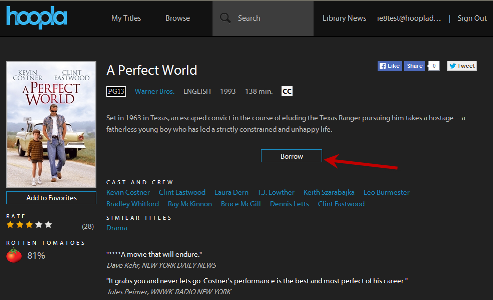 hoopla
My Titles Browse Search Library News ie8test@hooplad... Sign Out
KEVIN COSTNER CLINT EASTWOOD
A PERFECT WORLD
Add to Favorites
RATE
(28)
ROTTEN TOMATOES
81%
A Perfect World
Like Share 0 Tweet
PG13 Warner Bros. ENGLISH 1993 138 min. CC
Set in 1963 in Texas, an escaped convict in the course of eluding the Texas Ranger pursuing him takes a hostage -- a
fatherless young boy who has led a strictly constrained and unhappy life.
Borrow
CAST AND CREW
Kevin Costner Clint Eastwood Laura Dern T.J. Lowther Keith Szarabajka Leo Burmester
Bradley Whitford Ray McKinnon Bruce McGill Dennis Letts Clint Eastwood
SIMILAR TITLES
Drama
"****A movie that will endure."
Dave Kehr, NEW YORK DAILY NEWS
"It grabs you and never lets go. Costner's performance is the best and most perfect of his career."
Jules Peimer, WNWK RADIO NEW YORK